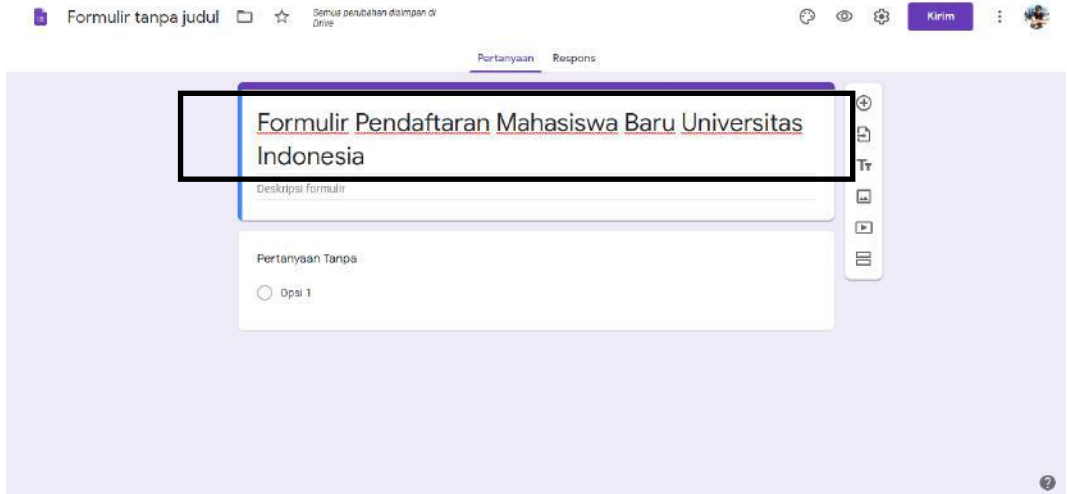 Formulir tanpa judul
Semua perubahan disimpan di
Drive
Kirim
Pertanyaan Respons
Formulir Pendaftaran Mahasiswa Baru Universitas
Indonesia
Deskripsi formulir
Pertanyaan Tanpa
Opsi 1